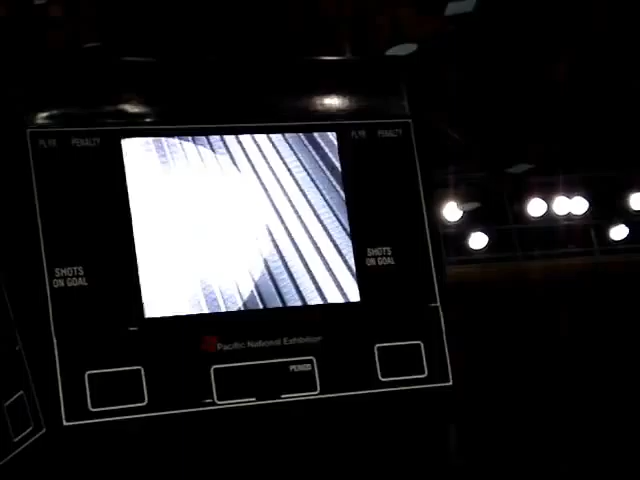 PLYR PENALTY
PLYR PENALTY
SHOTS
ON GOAL
SHOTS
ON GOAL
Pacific National Exhibition
PERIOD